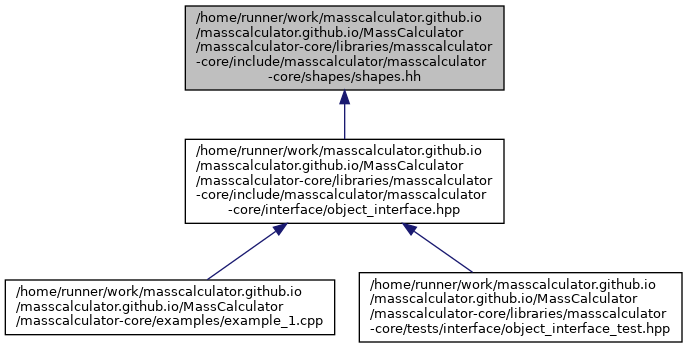 /home/runner/work/masscalculator.github.io
/masscalculator.github.io/MassCalculator
/masscalculator-core/libraries/masscalculator
-core/include/masscalculator/masscalculator
-core/shapes/shapes.hh
/home/runner/work/masscalculator.github.io
/masscalculator.github.io/MassCalculator
/masscalculator-core/libraries/masscalculator
-core/include/masscalculator/masscalculator
-core/interface/object_interface.hpp
/home/runner/work/masscalculator.github.io
/masscalculator.github.io/MassCalculator
/masscalculator-core/examples/example_1.cpp
/home/runner/work/masscalculator.github.io
/masscalculator.github.io/MassCalculator
/masscalculator-core/libraries/masscalculator
-core/tests/interface/object_interface_test.hpp